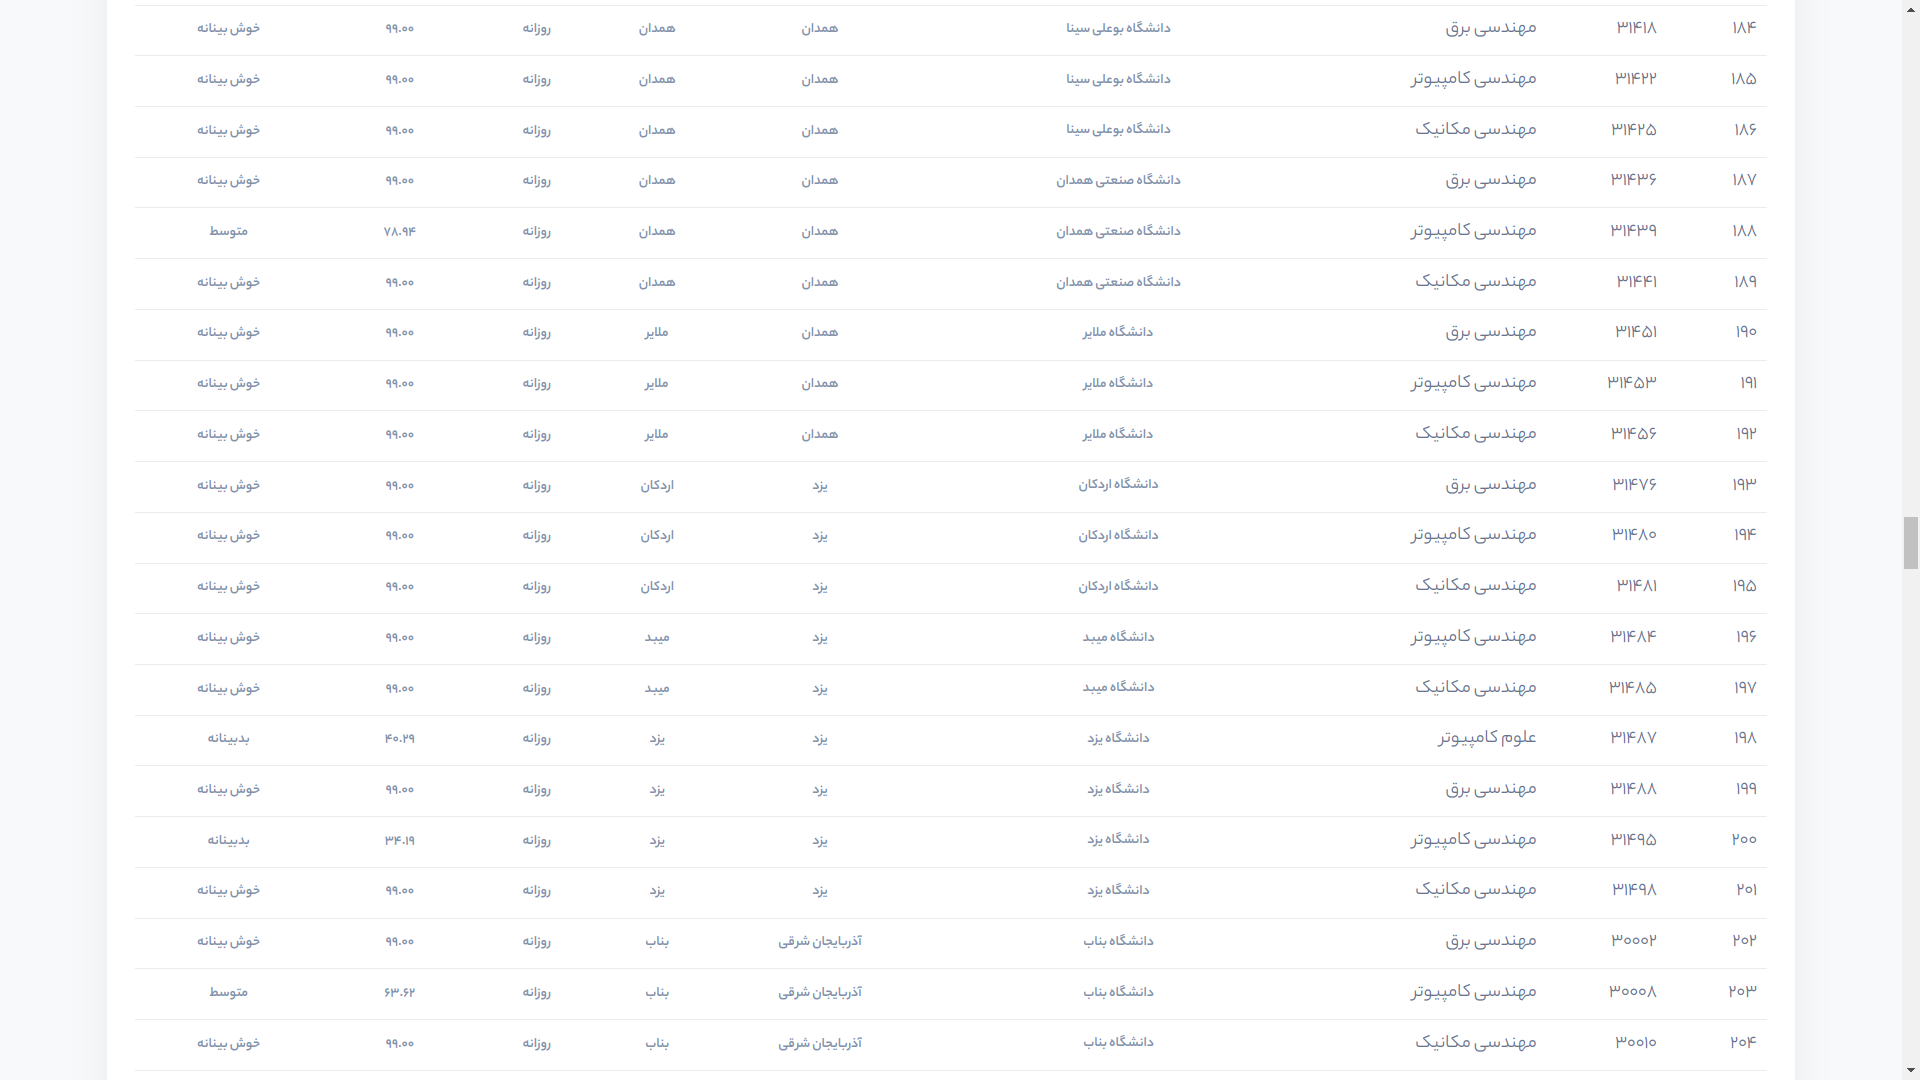 ۱۸۴ ۳۱۴۱۸ مهندسی برق دانشگاه بوعلی سینا همدان همدان روزانه ۹۹.۰۰ خوش بینانه
۱۸۵ ۳۱۴۲۲ مهندسی کامپیوتر دانشگاه بوعلی سینا همدان همدان روزانه ۹۹.۰۰ خوش بینانه
۱۸۶ ۳۱۴۲۵ مهندسی مکانیک دانشگاه بوعلی سینا همدان همدان روزانه ۹۹.۰۰ خوش بینانه
۱۸۷ ۳۱۴۳۶ مهندسی برق دانشگاه صنعتی همدان همدان همدان روزانه ۹۹.۰۰ خوش بینانه
۱۸۸ ۳۱۴۳۹ مهندسی کامپیوتر دانشگاه صنعتی همدان همدان همدان روزانه ۷۸.۹۴ متوسط
۱۸۹ ۳۱۴۴۱ مهندسی مکانیک دانشگاه صنعتی همدان همدان همدان روزانه ۹۹.۰۰ خوش بینانه
۱۹۰ ۳۱۴۵۱ مهندسی برق دانشگاه ملایر همدان ملایر روزانه ۹۹.۰۰ خوش بینانه
۱۹۱ ۳۱۴۵۳ مهندسی کامپیوتر دانشگاه ملایر همدان ملایر روزانه ۹۹.۰۰ خوش بینانه
۱۹۲ ۳۱۴۵۶ مهندسی مکانیک دانشگاه ملایر همدان ملایر روزانه ۹۹.۰۰ خوش بینانه
۱۹۳ ۳۱۴۷۶ مهندسی برق دانشگاه اردکان یزد اردکان روزانه ۹۹.۰۰ خوش بینانه
۱۹۴ ۳۱۴۸۰ مهندسی کامپیوتر دانشگاه اردکان یزد اردکان روزانه ۹۹.۰۰ خوش بینانه
۱۹۵ ۳۱۴۸۱ مهندسی مکانیک دانشگاه اردکان یزد اردکان روزانه ۹۹.۰۰ خوش بینانه
۱۹۶ ۳۱۴۸۴ مهندسی کامپیوتر دانشگاه میبد یزد میبد روزانه ۹۹.۰۰ خوش بینانه
۱۹۷ ۳۱۴۸۵ مهندسی مکانیک دانشگاه میبد یزد میبد روزانه ۹۹.۰۰ خوش بینانه
۱۹۸ ۳۱۴۸۷ علوم کامپیوتر دانشگاه یزد یزد یزد روزانه ۴۰.۲۹ بدبینانه
۱۹۹ ۳۱۴۸۸ مهندسی برق دانشگاه یزد یزد یزد روزانه ۹۹.۰۰ خوش بینانه
۲۰۰ ۳۱۴۹۵ مهندسی کامپیوتر دانشگاه یزد یزد یزد روزانه ۳۴.۱۹ بدبینانه
۲۰۱ ۳۱۴۹۸ مهندسی مکانیک دانشگاه یزد یزد یزد روزانه ۹۹.۰۰ خوش بینانه
۲۰۲ ۳۰۰۰۲ مهندسی برق دانشگاه بناب آذربایجان شرقی بناب روزانه ۹۹.۰۰ خوش بینانه
۲۰۳ ۳۰۰۰۸ مهندسی کامپیوتر دانشگاه بناب آذربایجان شرقی بناب روزانه ۶۳.۶۲ متوسط
۲۰۴ ۳۰۰۱۰ مهندسی مکانیک دانشگاه بناب آذربایجان شرقی بناب روزانه ۹۹.۰۰ خوش بینانه